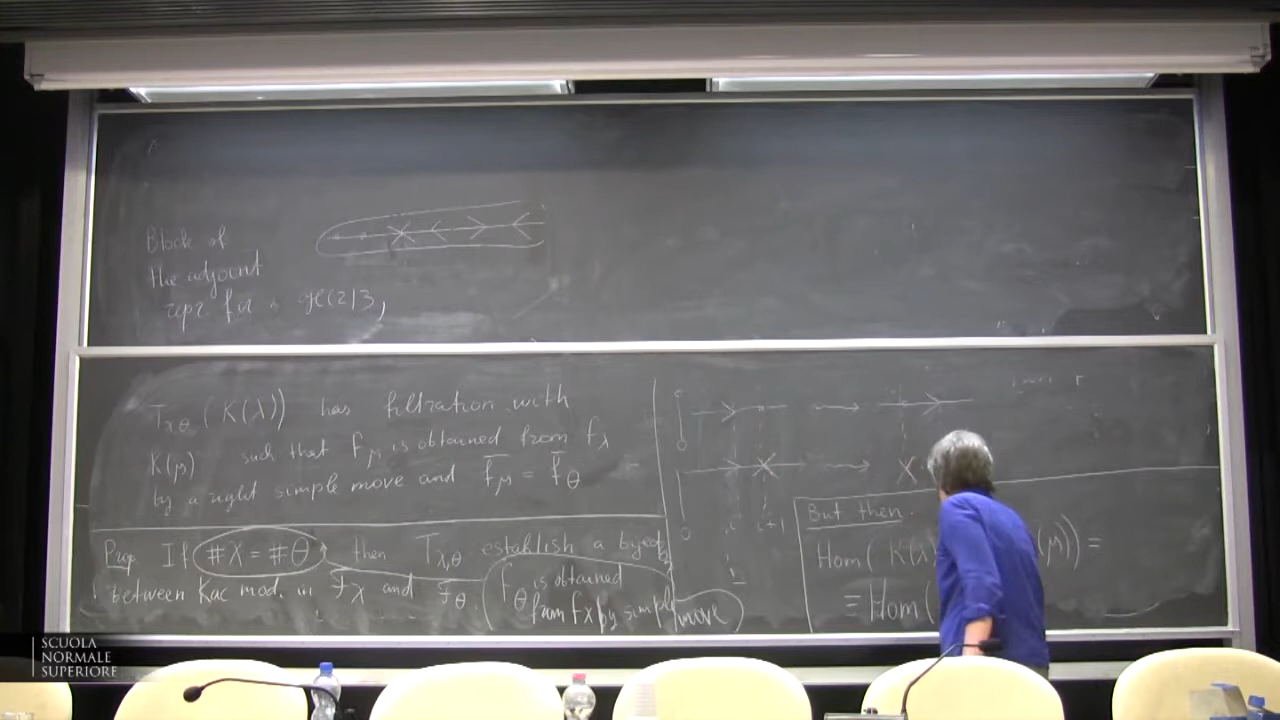 Block of
the adjoint
repr. for gl(2|3)
T_{χ,θ} (K(λ)) has filtration with
K(μ) such that f_μ is obtained from f_λ
by a right simple move and f̄_μ = f̄_θ
Prop If #χ = #θ, then T_{χ,θ} establish a
between Kac mod. in F_χ and F_θ.
f_θ is obtained
from f_χ by simple move
i i+1
But then.
Hom( K(λ (μ)) =
= Hom(
SCUOLA
NORMALE
SUPERIORE